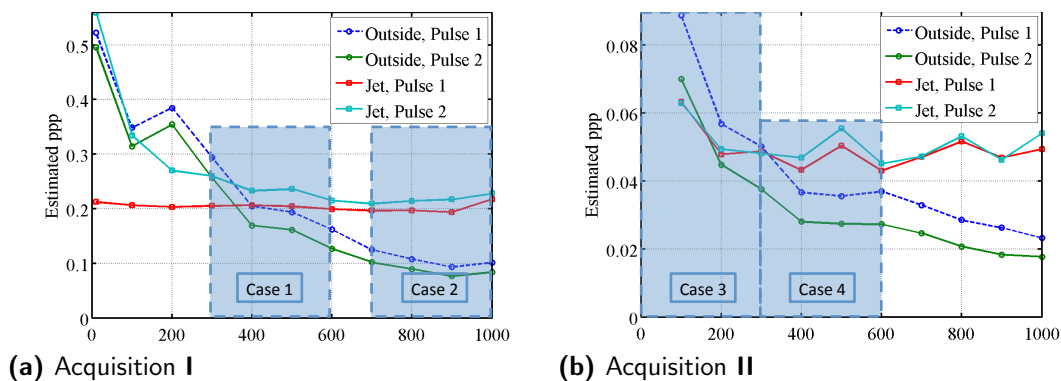 Estimated ppp
0.5
0.4
0.3
0.2
0.1
0
0
200
400
600
800
1000
Outside, Pulse 1
Outside, Pulse 2
Jet, Pulse 1
Jet, Pulse 2
Case 1
Case 2
(a) Acquisition I
Estimated ppp
0.08
0.06
0.04
0.02
0
0
200
400
600
800
1000
Outside, Pulse 1
Outside, Pulse 2
Jet, Pulse 1
Jet, Pulse 2
Case 3
Case 4
(b) Acquisition II